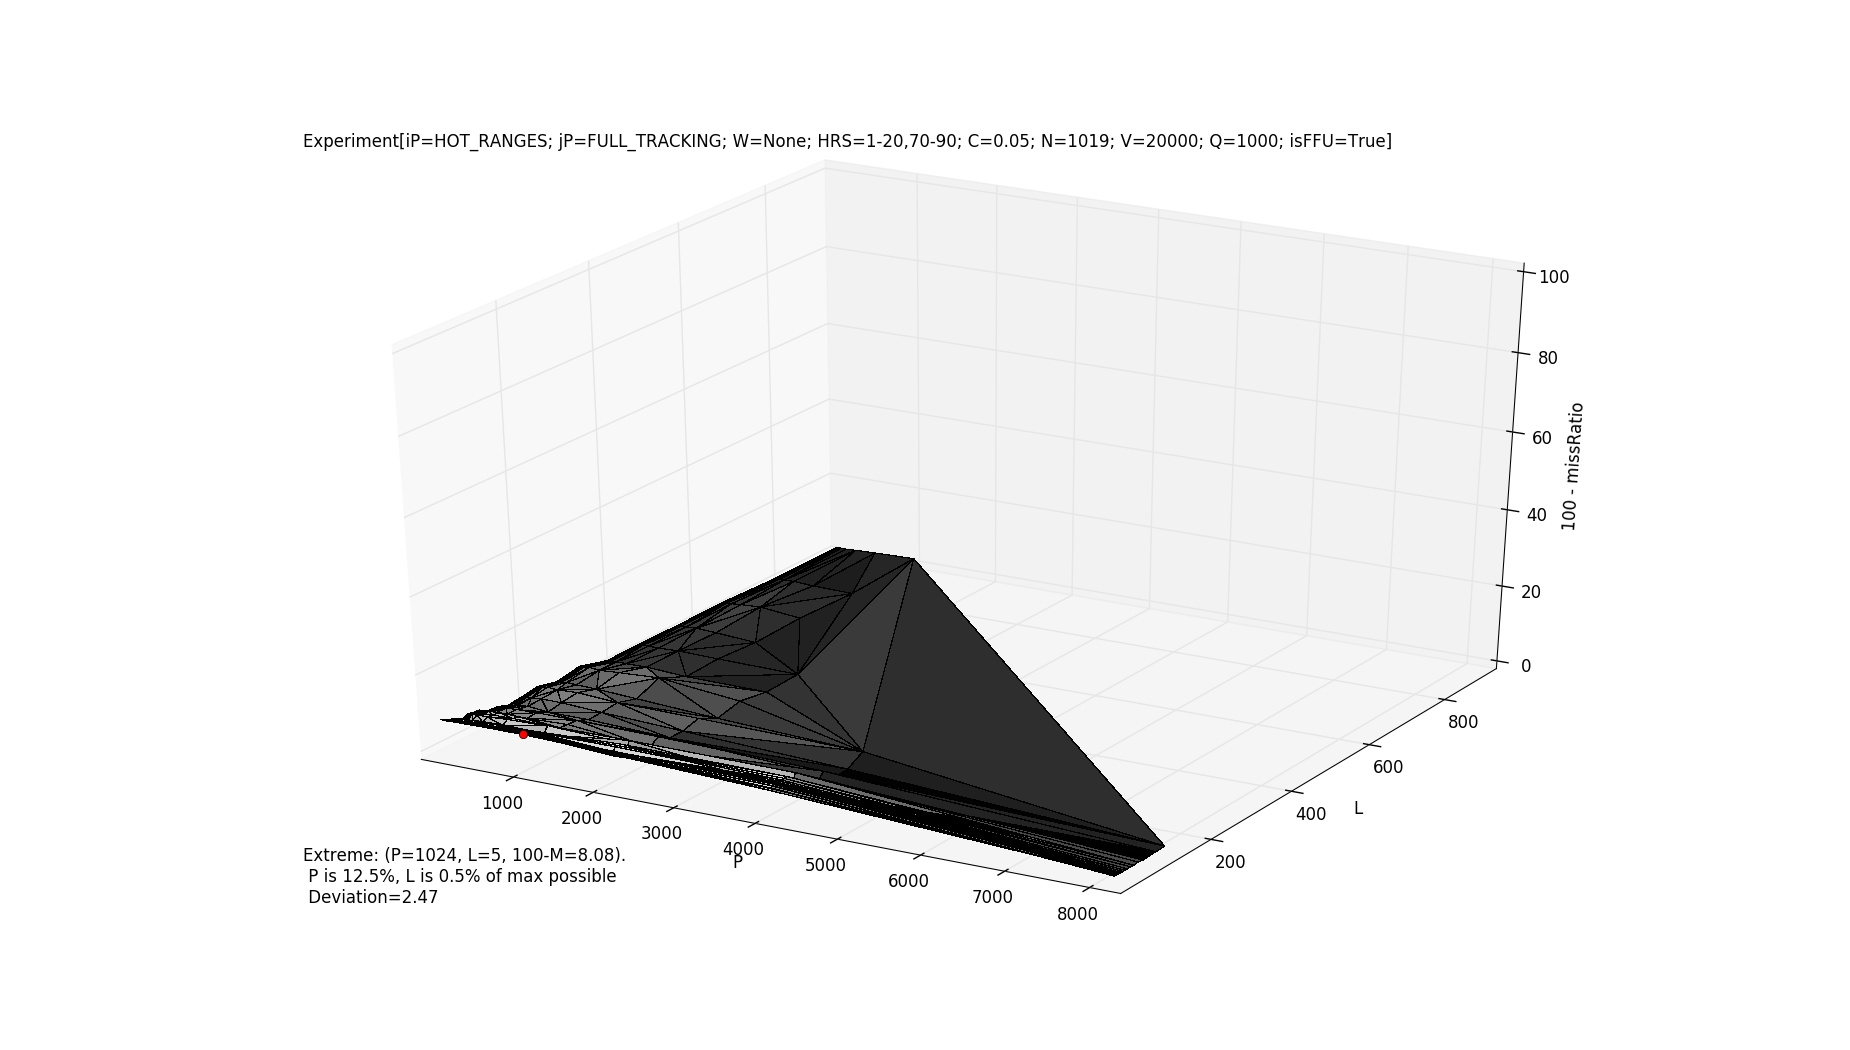 Experiment[iP=HOT_RANGES; jP=FULL_TRACKING; W=None; HRS=1-20,70-90; C=0.05; N=1019; V=20000; Q=1000; isFFU=True]
100
80
60
40
20
0
100 - missRatio
800
600
400
200
L
1000
2000
3000
4000
5000
6000
7000
8000
P
Extreme: (P=1024, L=5, 100-M=8.08).
P is 12.5%, L is 0.5% of max possible
Deviation=2.47